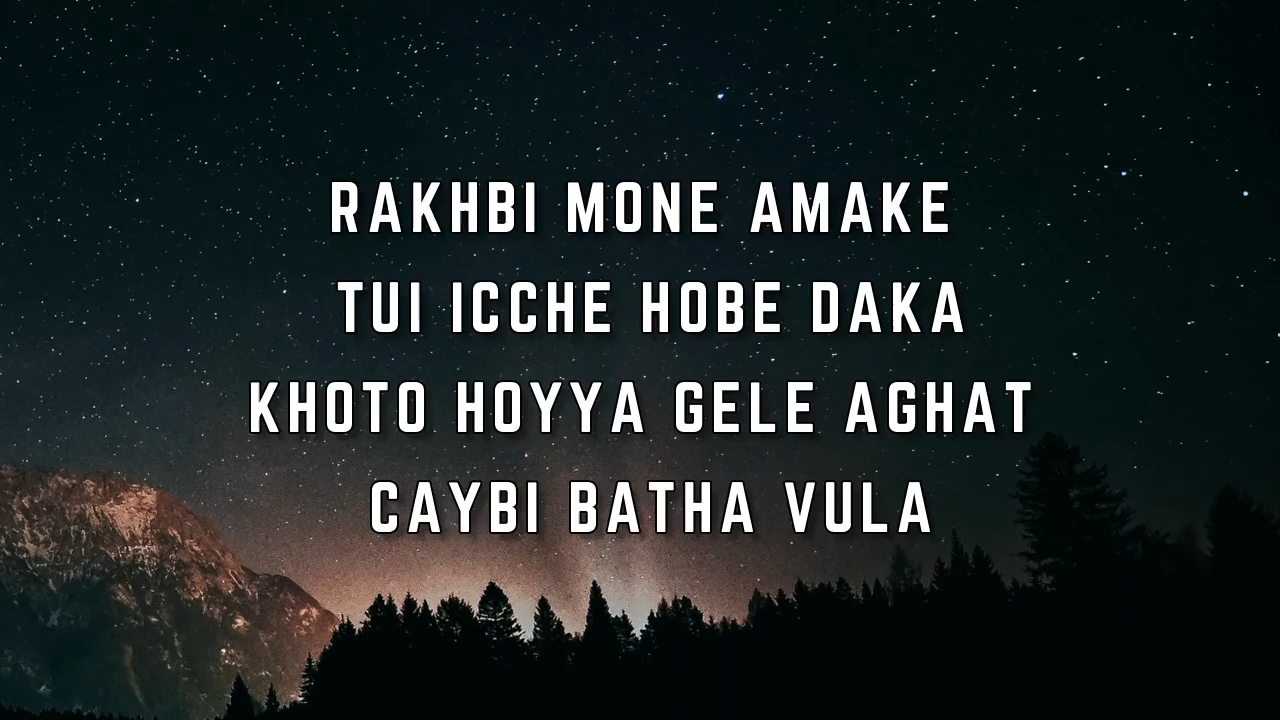 RAKHBI MONE AMAKE
TUI ICCHE HOBE DAKA
KHOTO HOYYA GELE AGHAT
CAYBI BATHA VULA